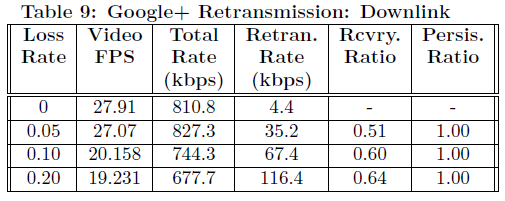 Table 9: Google+ Retransmission: Downlink
Loss Video Total Retran. Rcvry. Persis.
Rate FPS Rate Rate Ratio Ratio
(kbps) (kbps)
0 27.91 810.8 4.4 - -
0.05 27.07 827.3 35.2 0.51 1.00
0.10 20.158 744.3 67.4 0.60 1.00
0.20 19.231 677.7 116.4 0.64 1.00